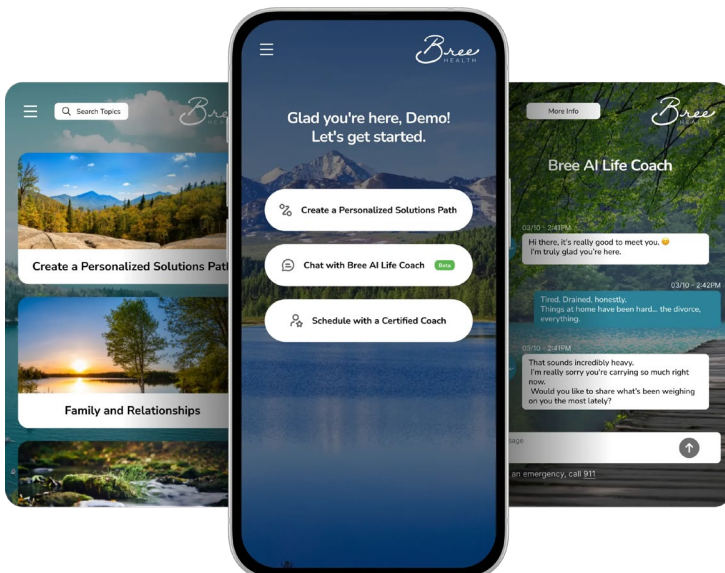 Search Topics
Bree
Create a Personalized Solutions Path
Family and Relationships
Bree
HEALTH
Glad you're here, Demo!
Let's get started.
Create a Personalized Solutions Path
Chat with Bree AI Life Coach Beta
Schedule with a Certified Coach
More Info
Bree
HEALTH
Bree AI Life Coach
03/10 - 2:41PM
Hi there, it's really good to meet you. 😊
I'm truly glad you're here.
03/10 - 2:42PM
Tired. Drained, honestly.
Things at home have been hard... the divorce,
everything.
03/10 - 2:41PM
That sounds incredibly heavy.
I'm really sorry you're carrying so much right
now.
Would you like to share what's been weighing
on you the most lately?
an emergency, call 911